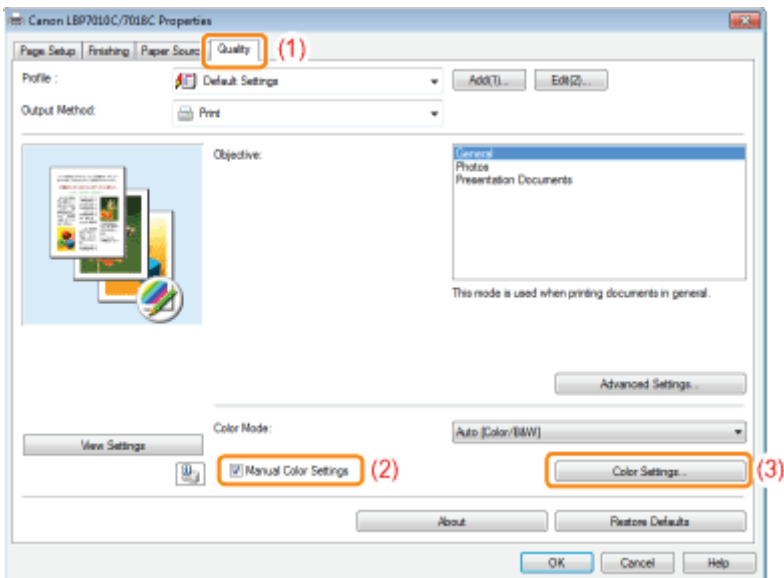 Canon LBP7010C/7018C Properties
Page Setup Finishing Paper Source Quality (1)
Profile : Default Settings Add(1)... Edit(2)...
Output Method: Print
Objective: General
Photos
Presentation Documents
This mode is used when printing documents in general.
Advanced Settings...
Color Mode: Auto [Color/B&W]
View Settings
Manual Color Settings (2) Color Settings... (3)
About Restore Defaults
OK Cancel Help